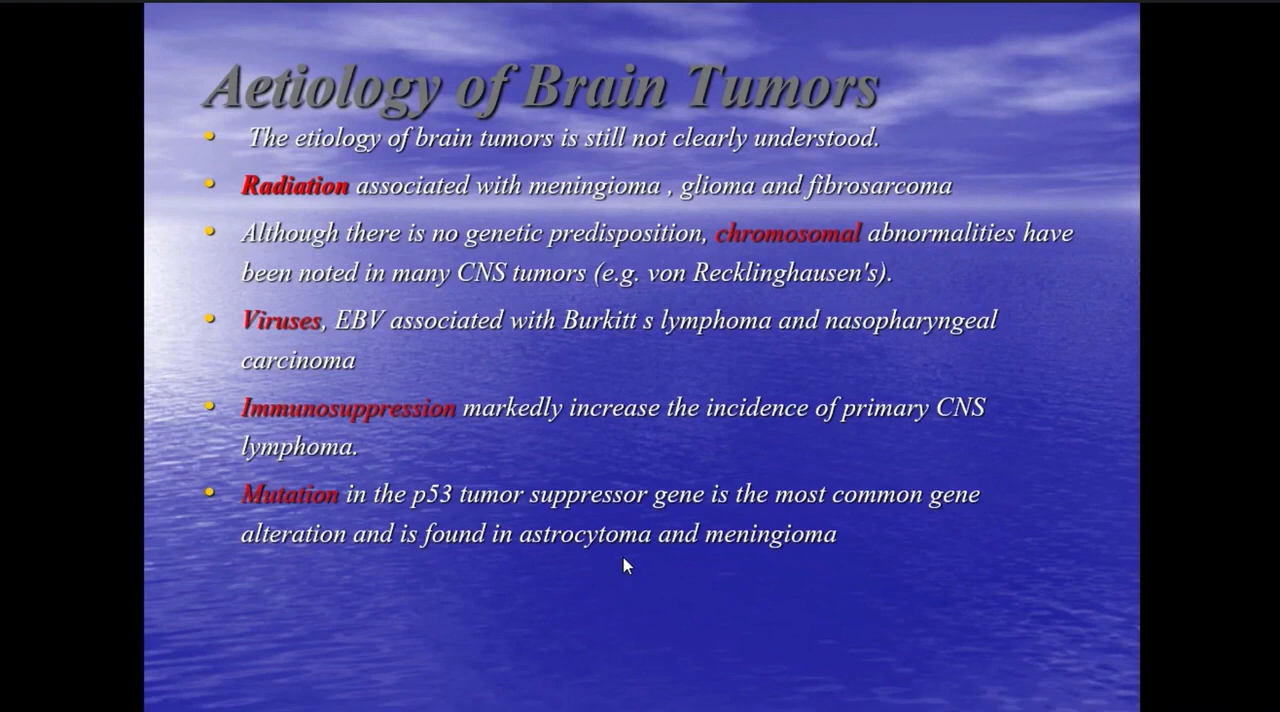 Aetiology of Brain Tumors
• The etiology of brain tumors is still not clearly understood.
• Radiation associated with meningioma , glioma and fibrosarcoma
• Although there is no genetic predisposition, chromosomal abnormalities have
been noted in many CNS tumors (e.g. von Recklinghausen's).
• Viruses, EBV associated with Burkitt s lymphoma and nasopharyngeal
carcinoma
• Immunosuppression markedly increase the incidence of primary CNS
lymphoma.
• Mutation in the p53 tumor suppressor gene is the most common gene
alteration and is found in astrocytoma and meningioma